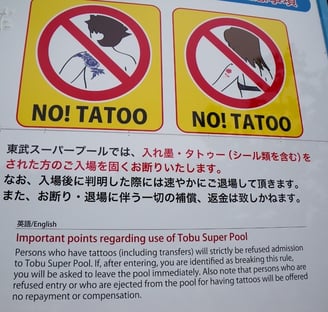 NO! TATOO
NO! TATOO
東武スーパープールでは、入れ墨・タトゥー（シール類を含む）を
された方のご入場を固くお断りいたします。
なお、入場後に判明した際には速やかにご退場して頂きます。
また、お断り・退場に伴う一切の補償、返金は致しかねます。
英語/English
Important points regarding use of Tobu Super Pool
Persons who have tattoos (including transfers) will strictly be refused admission
to Tobu Super Pool. If, after entering, you are identified as breaking this rule,
you will be asked to leave the pool immediately. Also note that persons who are
refused entry or who are ejected from the pool for having tattoos will be offered
no repayment or compensation.